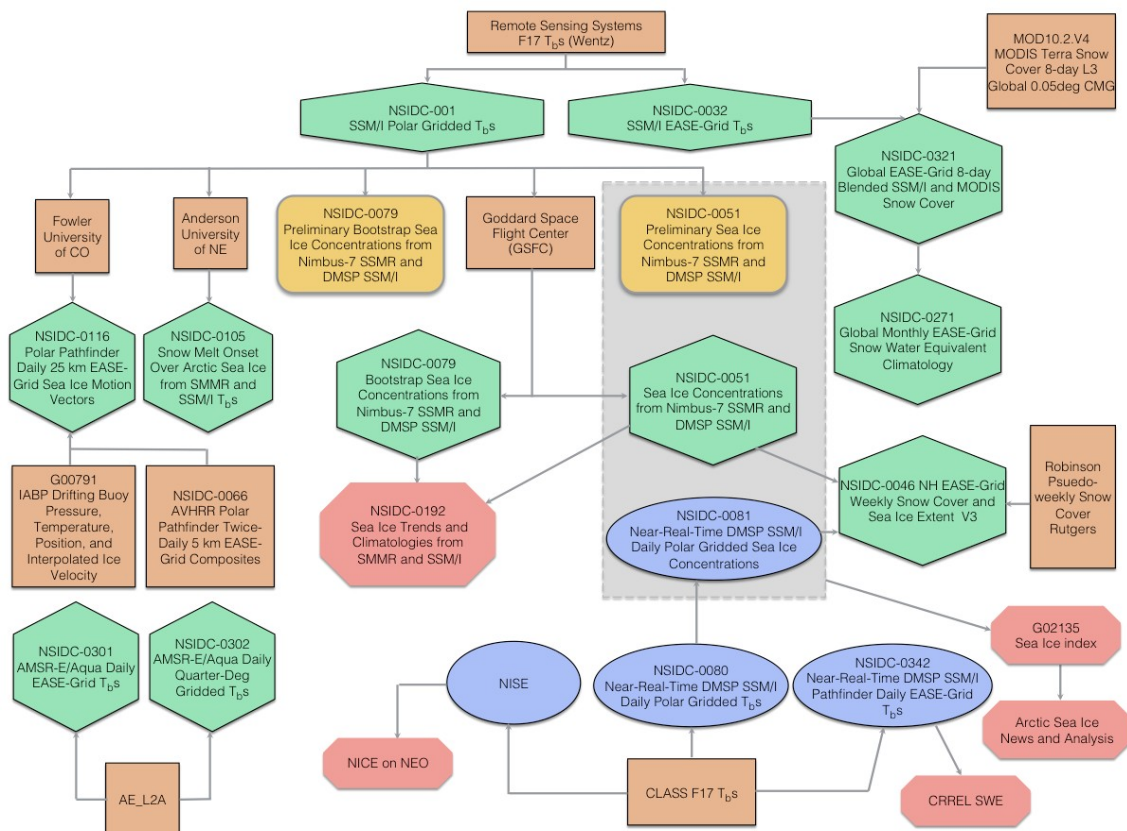 Remote Sensing Systems
F17 Tbs (Wentz)
MOD10.2.V4
MODIS Terra Snow
Cover 8-day L3
Global 0.05deg CMG
NSIDC-001
SSM/I Polar Gridded Tbs
NSIDC-0032
SSM/I EASE-Grid Tbs
NSIDC-0321
Global EASE-Grid 8-day
Blended SSM/I and MODIS
Snow Cover
Fowler
University
of CO
Anderson
University
of NE
NSIDC-0079
Preliminary Bootstrap Sea
Ice Concentrations from
Nimbus-7 SSMR and
DMSP SSM/I
Goddard Space
Flight Center
(GSFC)
NSIDC-0051
Preliminary Sea Ice
Concentrations from
Nimbus-7 SSMR and
DMSP SSM/I
NSIDC-0271
Global Monthly EASE-Grid
Snow Water Equivalent
Climatology
NSIDC-0116
Polar Pathfinder
Daily 25 km EASE-
Grid Sea Ice Motion
Vectors
NSIDC-0105
Snow Melt Onset
Over Arctic Sea Ice
from SMMR and
SSM/I Tbs
NSIDC-0079
Bootstrap Sea Ice
Concentrations from
Nimbus-7 SSMR and
DMSP SSM/I
NSIDC-0051
Sea Ice Concentrations
from Nimbus-7 SSMR and
DMSP SSM/I
G00791
IABP Drifting Buoy
Pressure,
Temperature,
Position, and
Interpolated Ice
Velocity
NSIDC-0066
AVHRR Polar
Pathfinder Twice-
Daily 5 km EASE-
Grid Composites
NSIDC-0192
Sea Ice Trends and
Climatologies from
SMMR and SSM/I
NSIDC-0081
Near-Real-Time DMSP SSM/I
Daily Polar Gridded Sea Ice
Concentrations
NSIDC-0046 NH EASE-Grid
Weekly Snow Cover and
Sea Ice Extent V3
Robinson
Psuedo-
weekly Snow
Cover
Rutgers
NSIDC-0301
AMSR-E/Aqua Daily
EASE-Grid Tbs
NSIDC-0302
AMSR-E/Aqua Daily
Quarter-Deg
Gridded Tbs
NISE
NSIDC-0080
Near-Real-Time DMSP SSM/I
Daily Polar Gridded Tbs
NSIDC-0342
Near-Real-Time DMSP SSM/I
Pathfinder Daily EASE-Grid
Tbs
G02135
Sea Ice index
Arctic Sea Ice
News and Analysis
NICE on NEO
AE_L2A
CLASS F17 Tbs
CRREL SWE